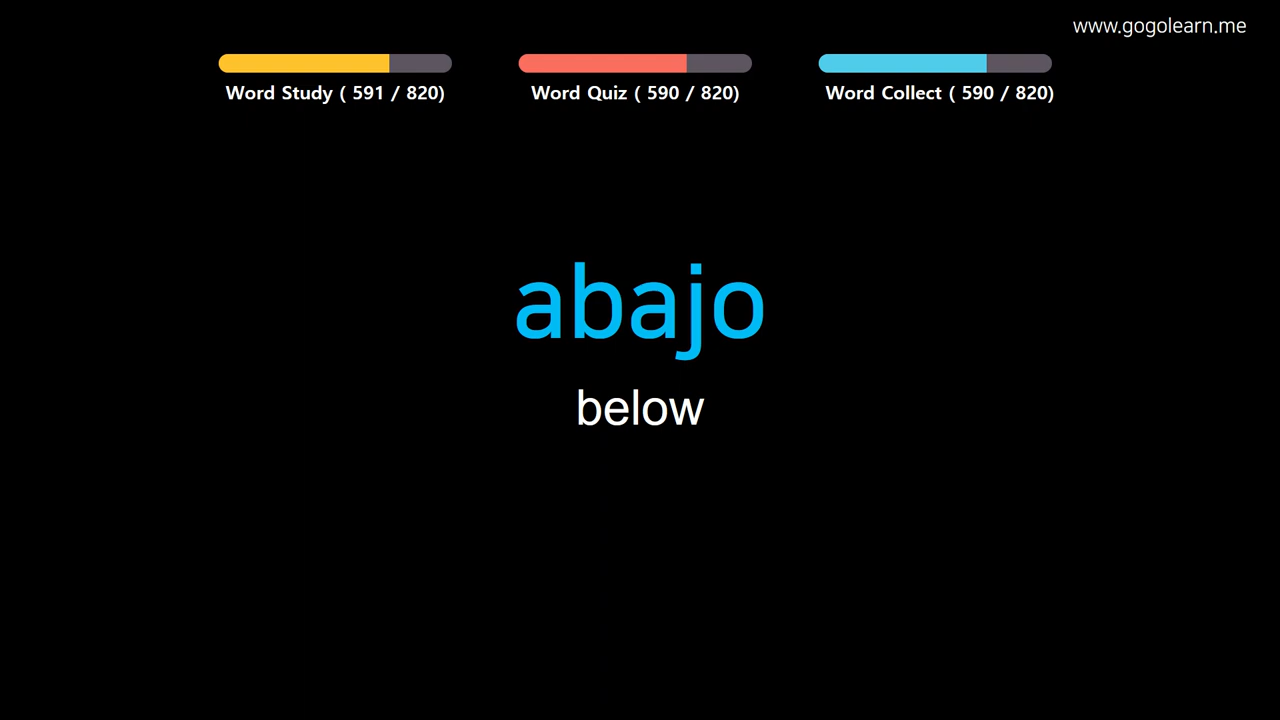 www.gogolearn.me
Word Study ( 591 / 820)
Word Quiz ( 590 / 820)
Word Collect ( 590 / 820)
abajo
below